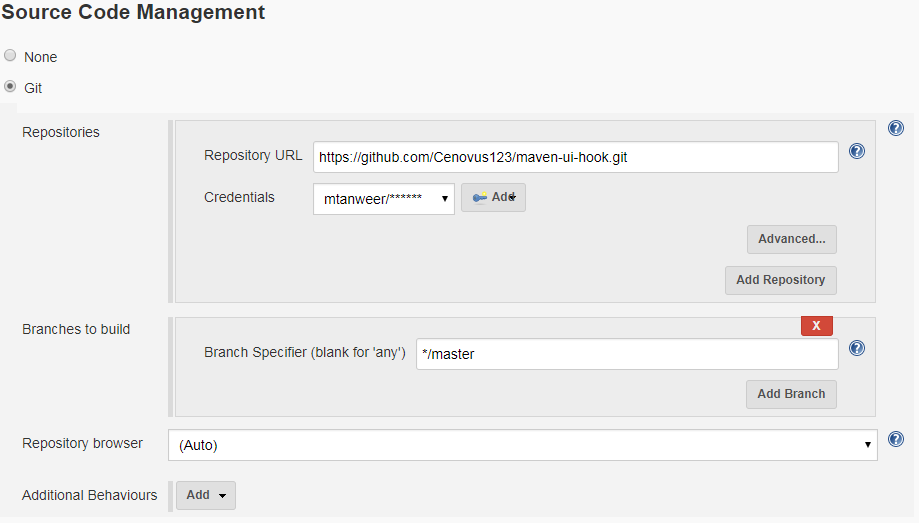 Source Code Management
None
Git
Repositories
Repository URL https://github.com/Cenovus123/maven-ui-hook.git
Credentials mtanweer/****** Add
Advanced...
Add Repository
Branches to build
X
Branch Specifier (blank for 'any') */master
Add Branch
Repository browser (Auto)
Additional Behaviours Add